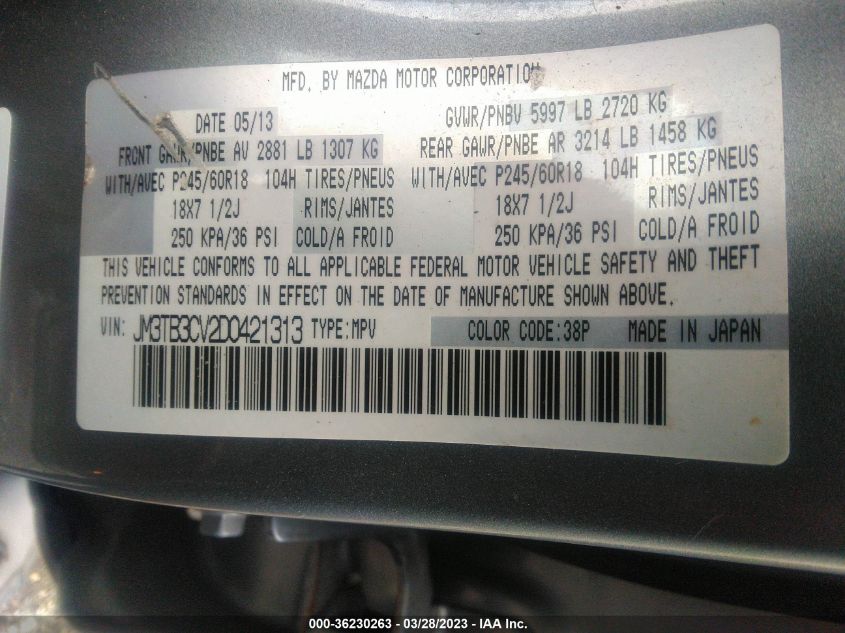 MFD. BY MAZDA MOTOR CORPORATION
DATE 05/13 GVWR/PNBV 5997 LB 2720 KG
FRONT GAWR/PNBE AV 2881 LB 1307 KG REAR GAWR/PNBE AR 3214 LB 1458 KG
WITH/AVEC P245/60R18 104H TIRES/PNEUS WITH/AVEC P245/60R18 104H TIRES/PNEUS
18X7 1/2J RIMS/JANTES 18X7 1/2J RIMS/JANTES
250 KPA/36 PSI COLD/A FROID 250 KPA/36 PSI COLD/A FROID
THIS VEHICLE CONFORMS TO ALL APPLICABLE FEDERAL MOTOR VEHICLE SAFETY AND THEFT
PREVENTION STANDARDS IN EFFECT ON THE DATE OF MANUFACTURE SHOWN ABOVE.
VIN: JM3TB3CV2D0421313 TYPE:MPV COLOR CODE:38P MADE IN JAPAN
000-36230263 - 03/28/2023 - IAA Inc.